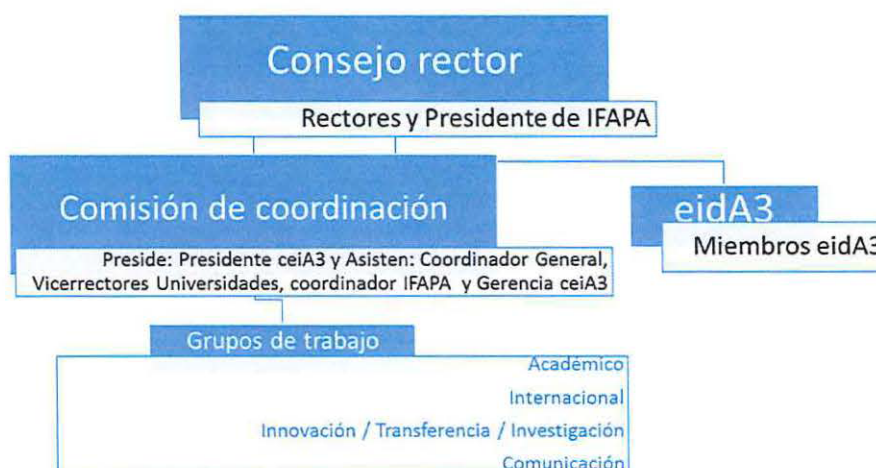 Consejo rector
Rectores y Presidente de IFAPA
Comisión de coordinación
Preside: Presidente ceiA3 y Asisten: Coordinador General,
Vicerrectores Universidades, coordinador IFAPA y Gerencia ceiA3
eidA3
Miembros eidA3
Grupos de trabajo
Académico
Internacional
Innovación / Transferencia / Investigación
Comunicación